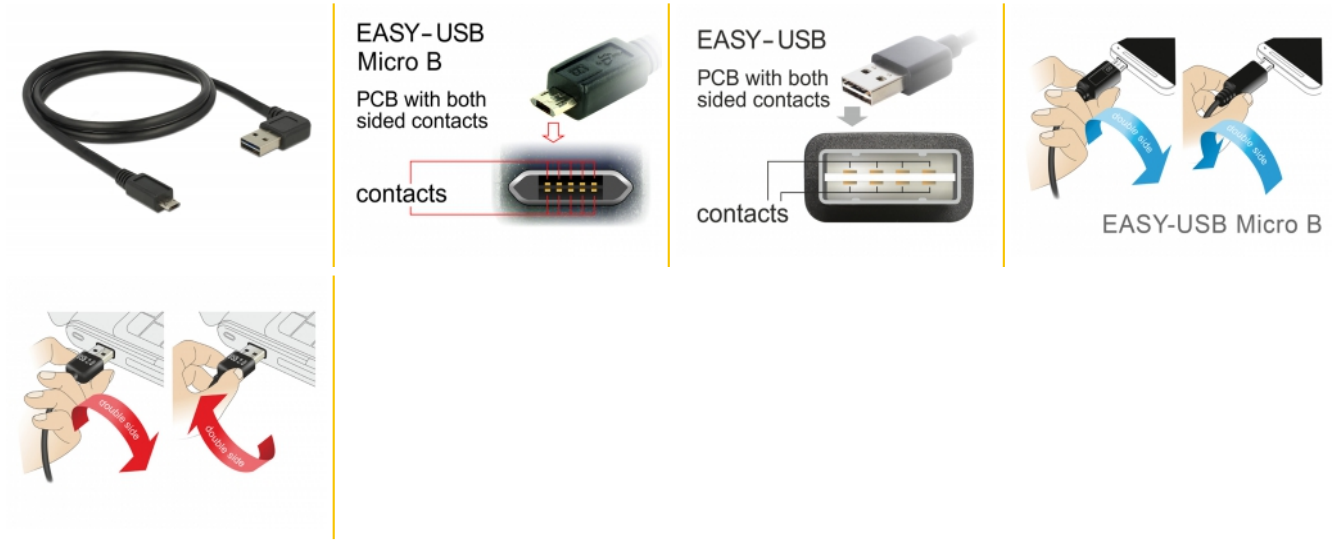 EASY-USB
Micro B
PCB with both
sided contacts
contacts
EASY-USB
PCB with both
sided contacts
contacts
double side
double side
EASY-USB Micro B
double side
double side